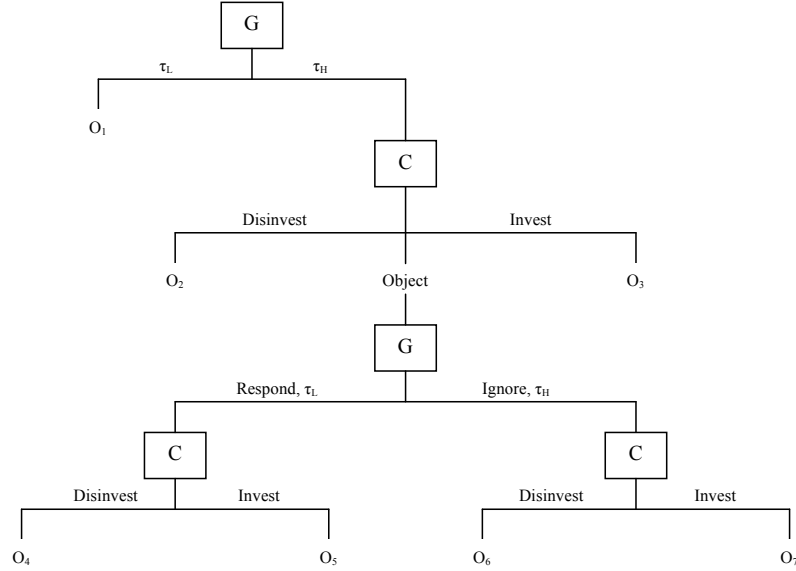 G
τL τH
O1
C
Disinvest Invest
O2 Object O3
G
Respond, τL Ignore, τH
C C
Disinvest Invest Disinvest Invest
O4 O5 O6 O7